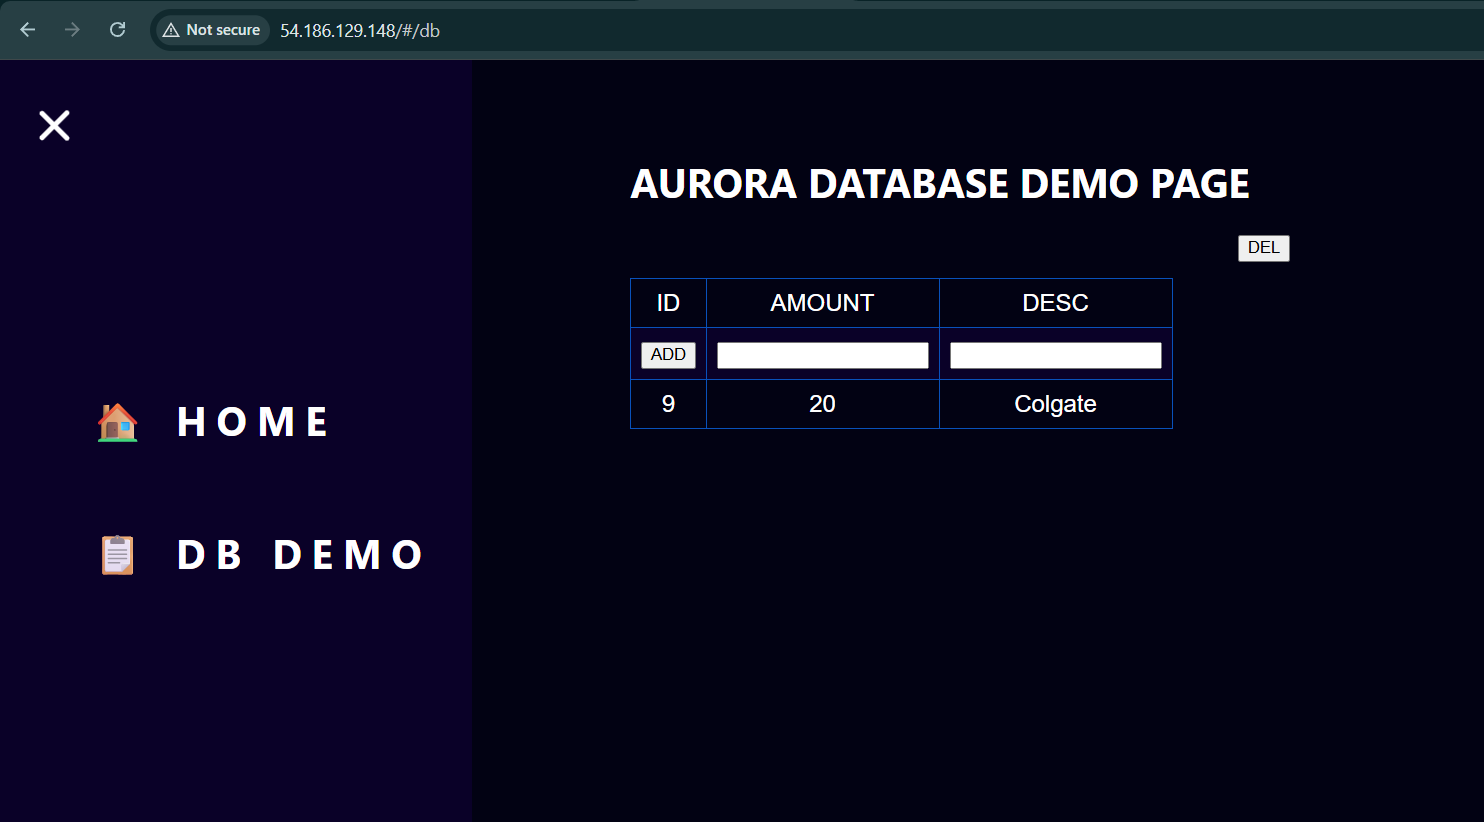 Not secure 54.186.129.148/#/db
AURORA DATABASE DEMO PAGE
DEL
ID AMOUNT DESC
ADD
9 20 Colgate
HOME
DB DEMO